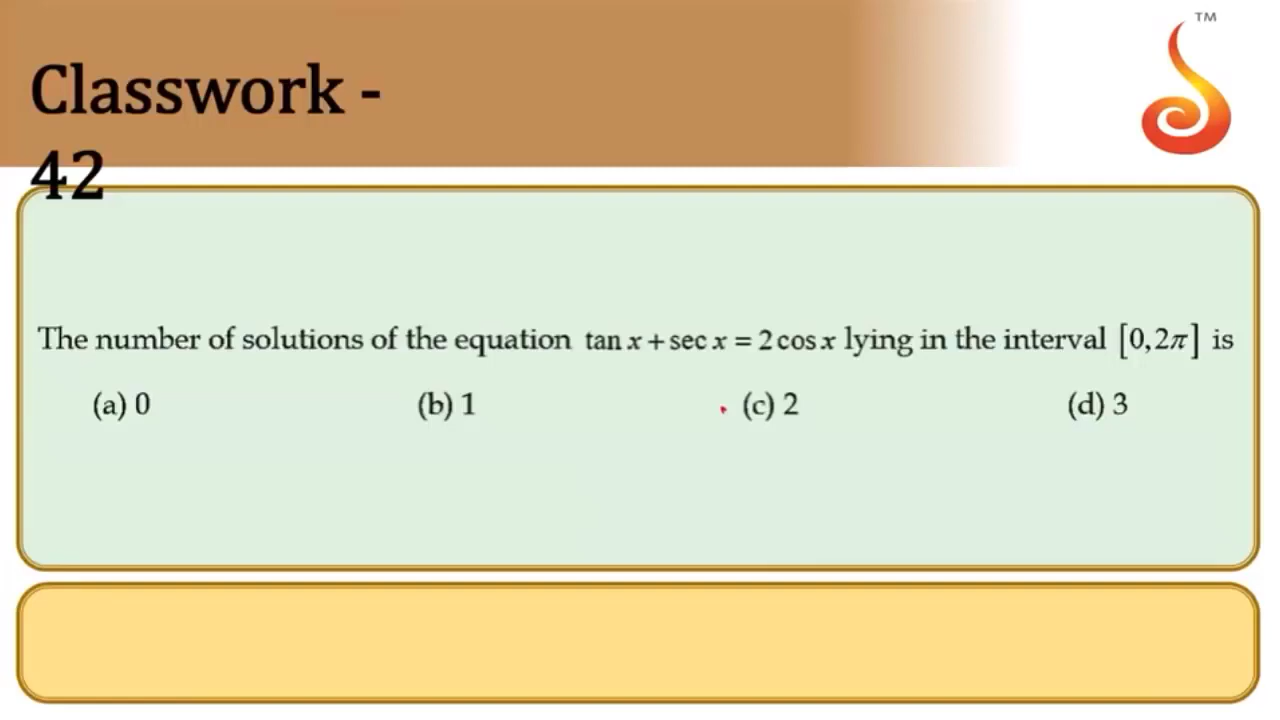 TM
Classwork -
42
The number of solutions of the equation tan x + sec x = 2 cos x lying in the interval [0, 2π] is
(a) 0 (b) 1 (c) 2 (d) 3